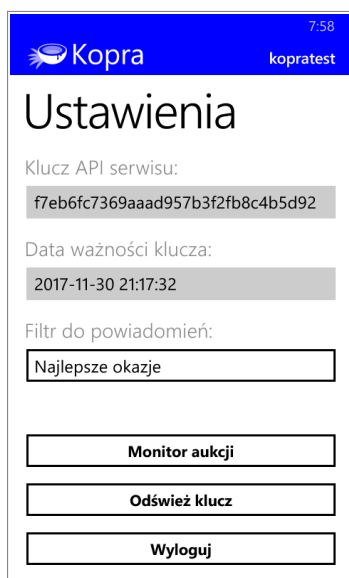 7:58
Kopra
kopratest
Ustawienia
Klucz API serwisu:
f7eb6fc7369aaad957b3f2fb8c4b5d92
Data ważności klucza:
2017-11-30 21:17:32
Filtr do powiadomień:
Najlepsze okazje
Monitor aukcji
Odśwież klucz
Wyloguj